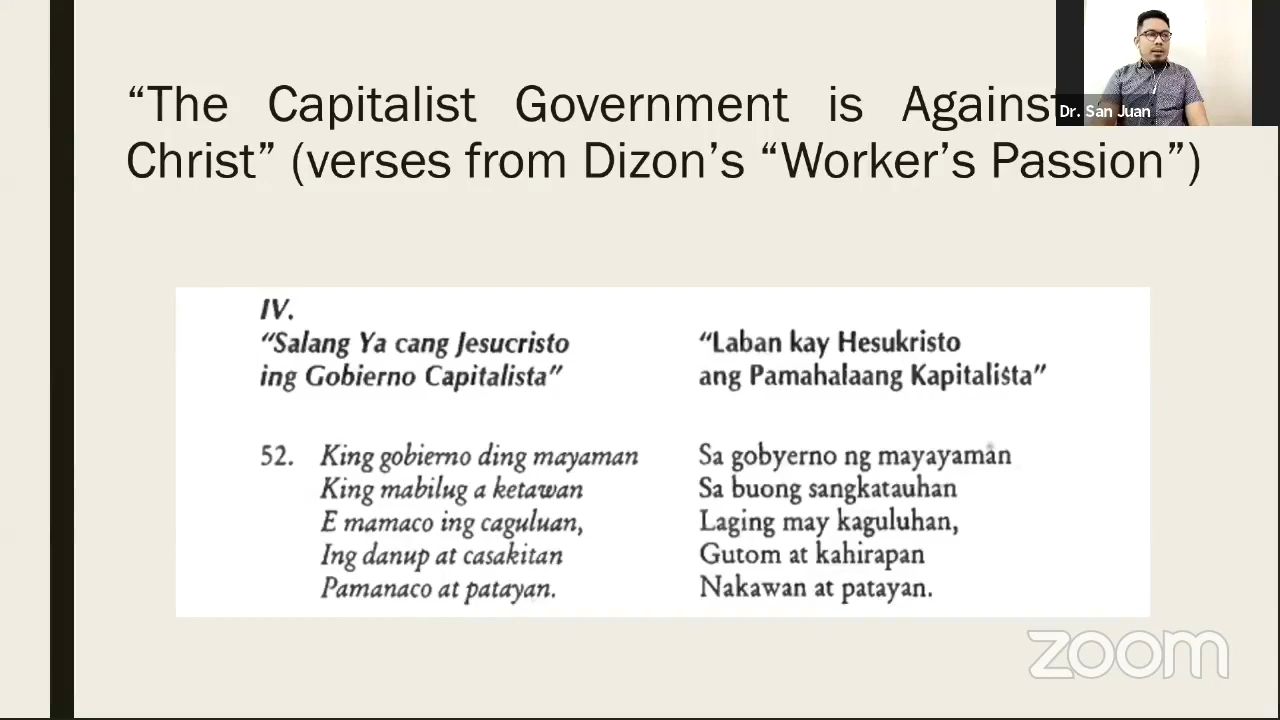 “The Capitalist Government is Against
Christ” (verses from Dizon’s “Worker’s Passion”)
Dr. San Juan
IV.
“Salang Ya cang Jesucristo
ing Gobierno Capitalista”
52. King gobierno ding mayaman
King mabilug a ketawan
E mamaco ing caguluan,
Ing danup at casakitan
Pamanaco at patayan.
“Laban kay Hesukristo
ang Pamahalaang Kapitalista”
Sa gobyerno ng mayayaman
Sa buong sangkatauhan
Laging may kaguluhan,
Gutom at kahirapan
Nakawan at patayan.
zoom